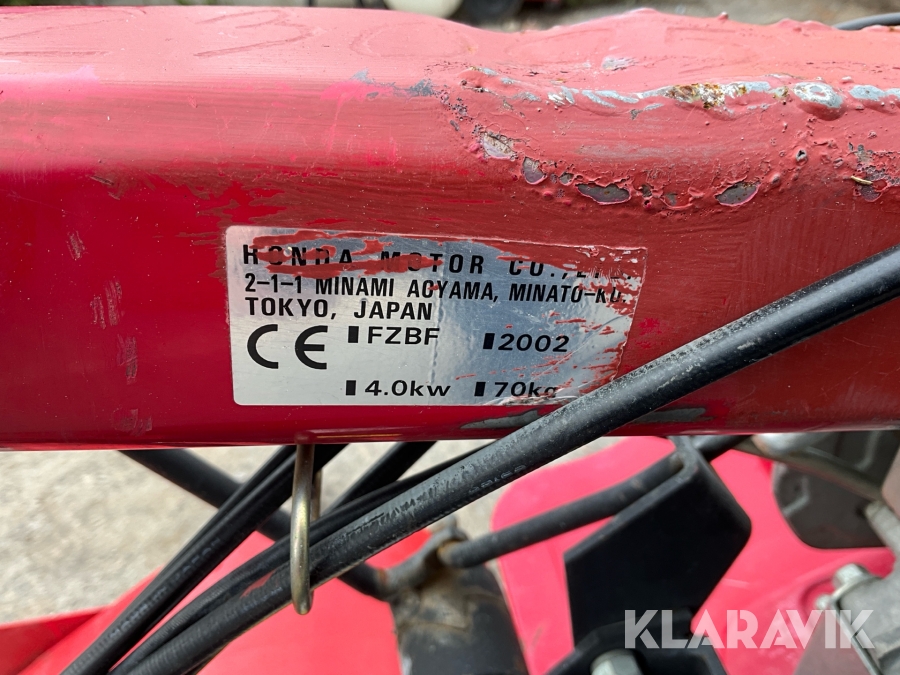 HONDA MOTOR CO.,LTD.
2-1-1 MINAMI AOYAMA, MINATO-KU,
TOKYO, JAPAN
CE FZBF 2002
4.0kw 70kg
KLARAVIK